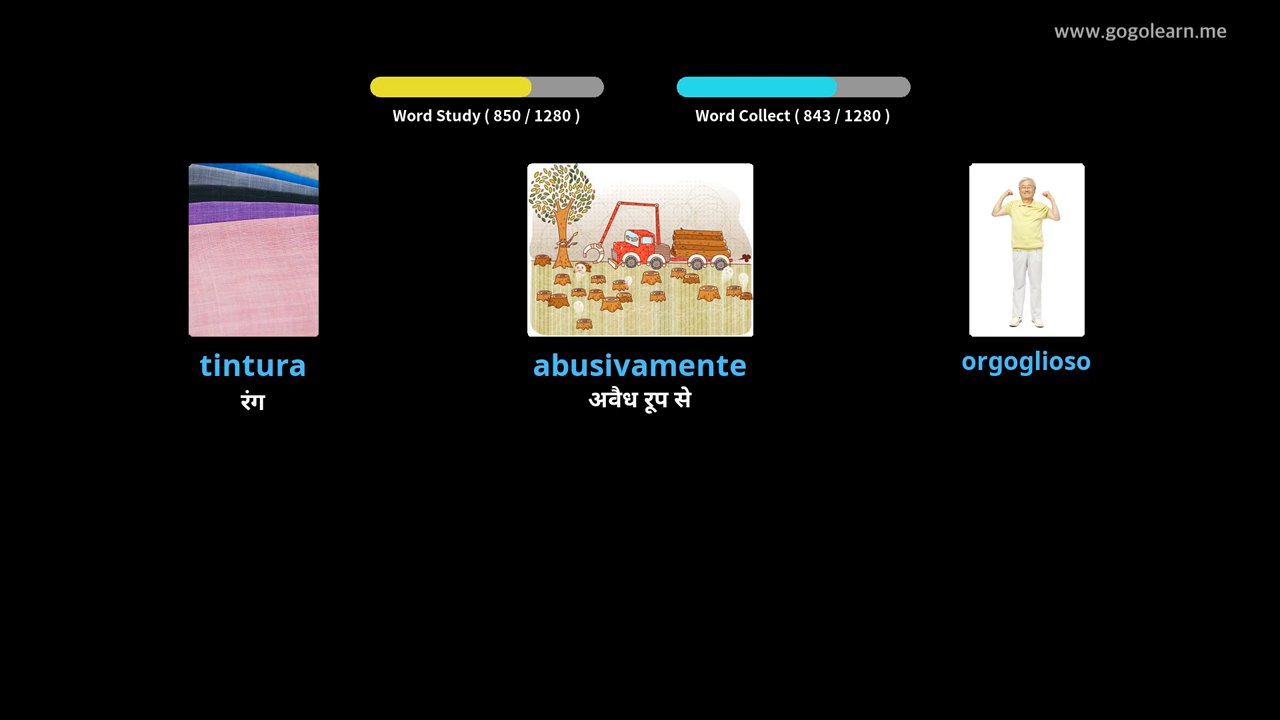 www.gogolearn.me
Word Study ( 850 / 1280 )
Word Collect ( 843 / 1280 )
tintura
रंग
abusivamente
अवैध रूप से
orgoglioso